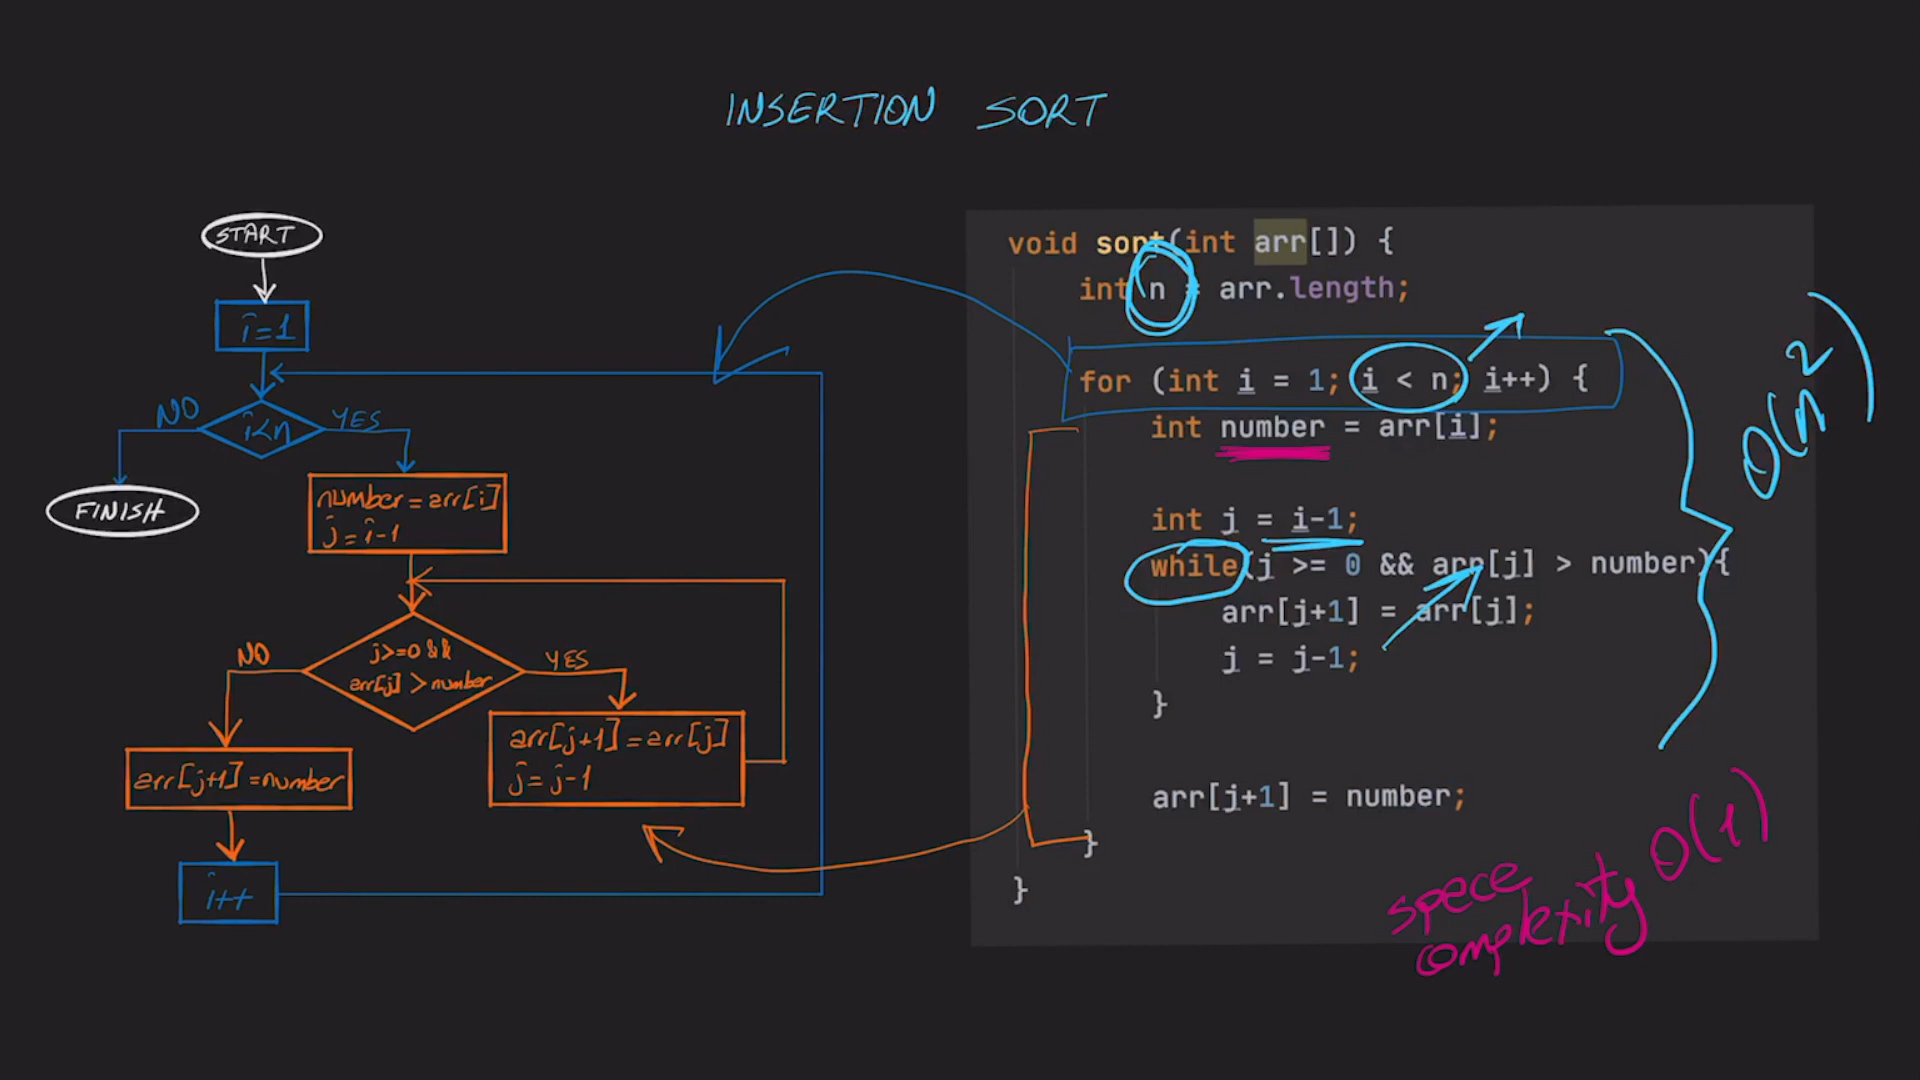 INSERTION SORT
START
i=1
i<n
NO
YES
FINISH
number=arr[i]
j=i-1
j>=0 &&
arr[j] > number
NO
YES
arr[j+1]=arr[j]
j=j-1
arr[j+1]=number
i++
void sort(int arr[]) {
int n = arr.length;
for (int i = 1; i < n; i++) {
int number = arr[i];
int j = i-1;
while(j >= 0 && arr[j] > number){
arr[j+1] = arr[j];
j = j-1;
}
arr[j+1] = number;
}
}
O(n²)
spece
complexity O(1)